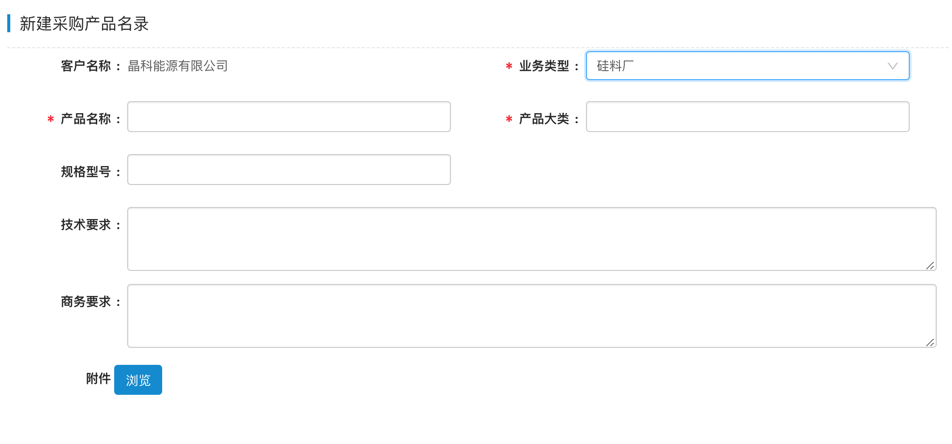 新建采购产品名录
客户名称： 晶科能源有限公司 * 业务类型： 硅料厂
* 产品名称： * 产品大类：
规格型号：
技术要求：
商务要求：
附件 浏览